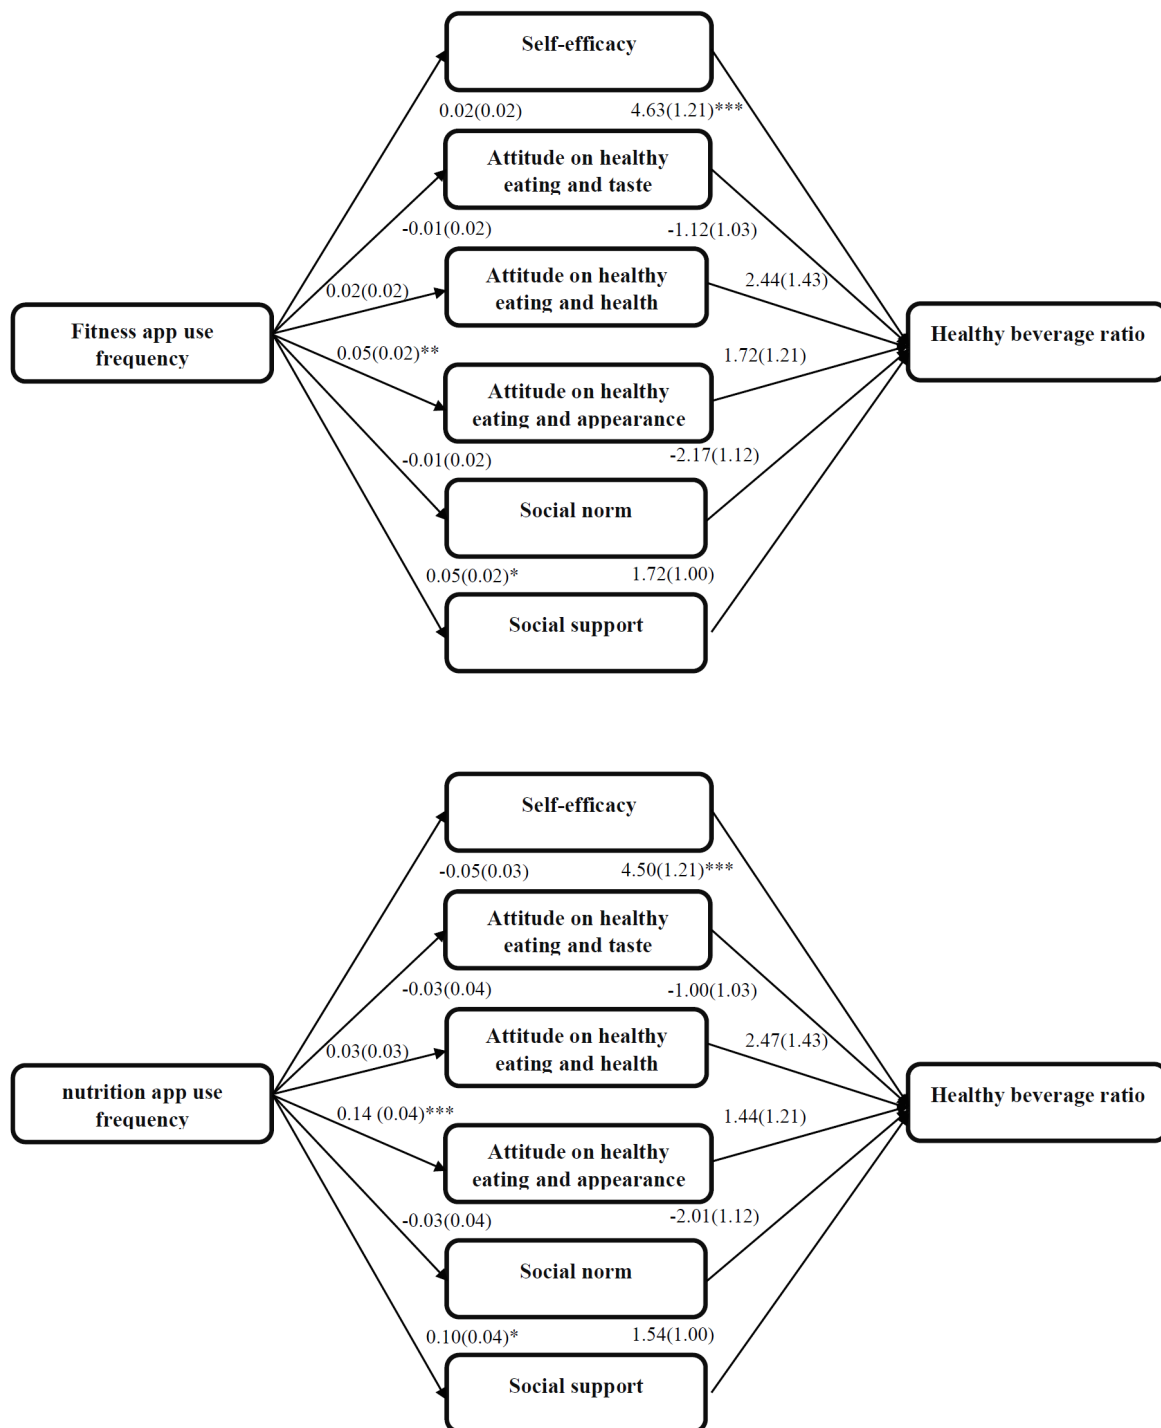 Self-efficacy
0.02(0.02)
4.63(1.21)***
Attitude on healthy
eating and taste
-0.01(0.02)
-1.12(1.03)
Attitude on healthy
eating and health
0.02(0.02)
2.44(1.43)
Fitness app use
frequency
Healthy beverage ratio
0.05(0.02)**
1.72(1.21)
Attitude on healthy
eating and appearance
-0.01(0.02)
-2.17(1.12)
Social norm
0.05(0.02)*
1.72(1.00)
Social support
Self-efficacy
-0.05(0.03)
4.50(1.21)***
Attitude on healthy
eating and taste
-0.03(0.04)
-1.00(1.03)
Attitude on healthy
eating and health
0.03(0.03)
2.47(1.43)
nutrition app use
frequency
Healthy beverage ratio
0.14 (0.04)***
1.44(1.21)
Attitude on healthy
eating and appearance
-0.03(0.04)
-2.01(1.12)
Social norm
0.10(0.04)*
1.54(1.00)
Social support